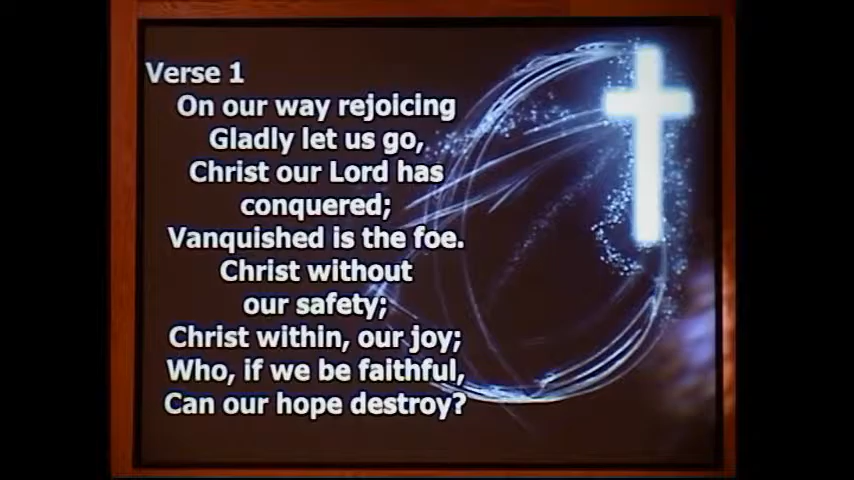 Verse 1
On our way rejoicing
Gladly let us go,
Christ our Lord has
conquered;
Vanquished is the foe.
Christ without
our safety;
Christ within, our joy;
Who, if we be faithful,
Can our hope destroy?